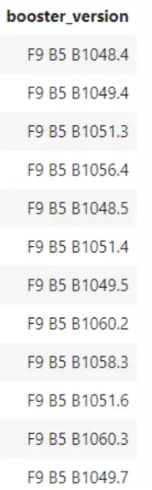 booster_version
F9 B5 B1048.4
F9 B5 B1049.4
F9 B5 B1051.3
F9 B5 B1056.4
F9 B5 B1048.5
F9 B5 B1051.4
F9 B5 B1049.5
F9 B5 B1060.2
F9 B5 B1058.3
F9 B5 B1051.6
F9 B5 B1060.3
F9 B5 B1049.7